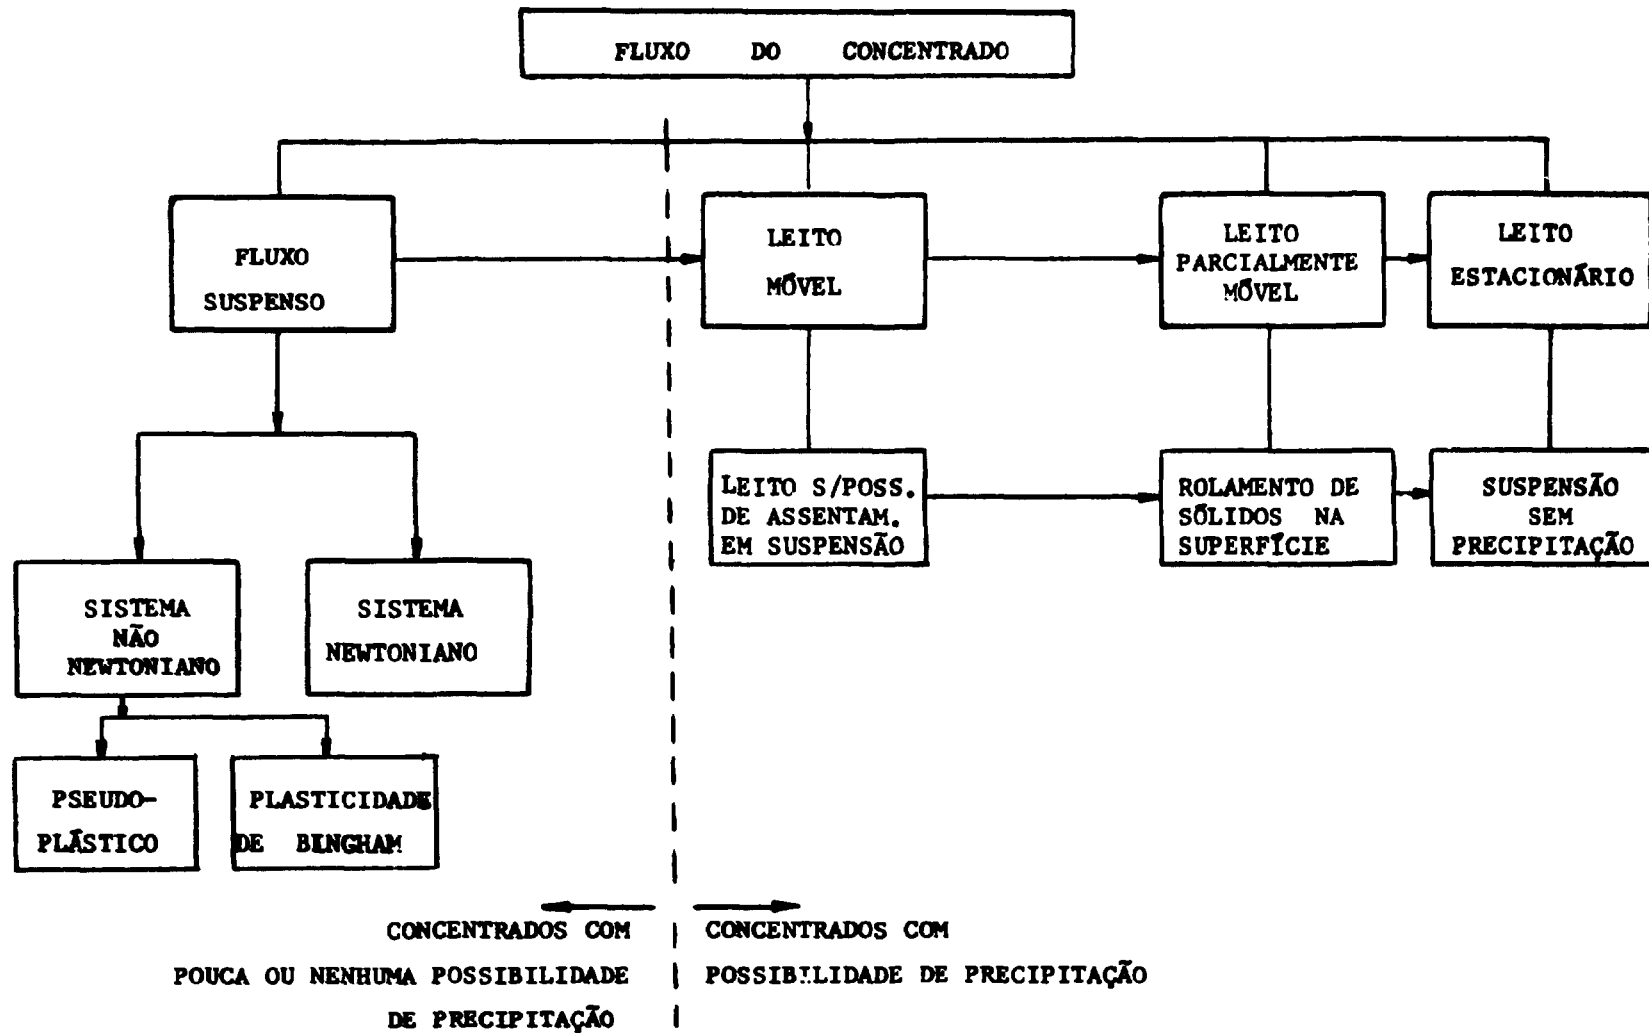 FLUXO DO CONCENTRADO
FLUXO
SUSPENSO
LEITO
MÓVEL
LEITO
PARCIALMENTE
MÓVEL
LEITO
ESTACIONÁRIO
LEITO S/POSS.
DE ASSENTAM.
EM SUSPENSÃO
ROLAMENTO DE
SÓLIDOS NA
SUPERFÍCIE
SUSPENSÃO
SEM
PRECIPITAÇÃO
SISTEMA
NÃO
NEWTONIANO
SISTEMA
NEWTONIANO
PSEUDO-
PLÁSTICO
PLASTICIDADE
DE BINGHAM
CONCENTRADOS COM
POUCA OU NENHUMA POSSIBILIDADE
DE PRECIPITAÇÃO
CONCENTRADOS COM
POSSIBILIDADE DE PRECIPITAÇÃO